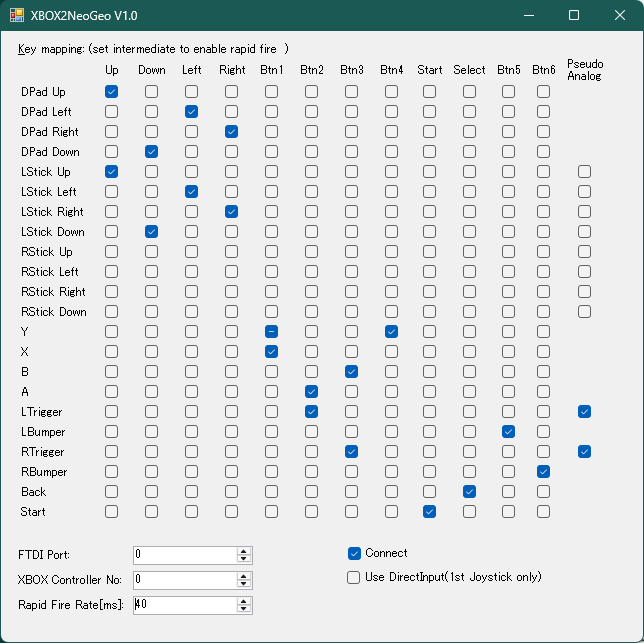 XBOX2NeoGeo V1.0
Key mapping: (set intermediate to enable rapid fire )
Up Down Left Right Btn1 Btn2 Btn3 Btn4 Start Select Btn5 Btn6 Pseudo
Analog
DPad Up
DPad Left
DPad Right
DPad Down
LStick Up
LStick Left
LStick Right
LStick Down
RStick Up
RStick Left
RStick Right
RStick Down
Y
X
B
A
LTrigger
LBumper
RTrigger
RBumper
Back
Start
FTDI Port: 0 Connect
XBOX Controller No: 0 Use DirectInput(1st Joystick only)
Rapid Fire Rate[ms]: 40